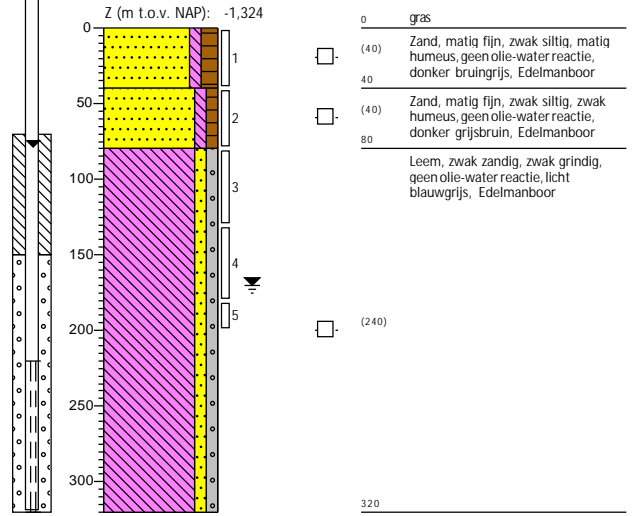 Z (m t.o.v. NAP): -1,324
0
50
100
150
200
250
300
1
2
3
4
5
0 gras
(40) Zand, matig fijn, zwak siltig, matig
humeus, geen olie-water reactie,
donker bruingrijs, Edelmanboor
40
(40) Zand, matig fijn, zwak siltig, zwak
humeus, geen olie-water reactie,
donker grijsbruin, Edelmanboor
80
Leem, zwak zandig, zwak grindig,
geen olie-water reactie, licht
blauwgrijs, Edelmanboor
(240)
320